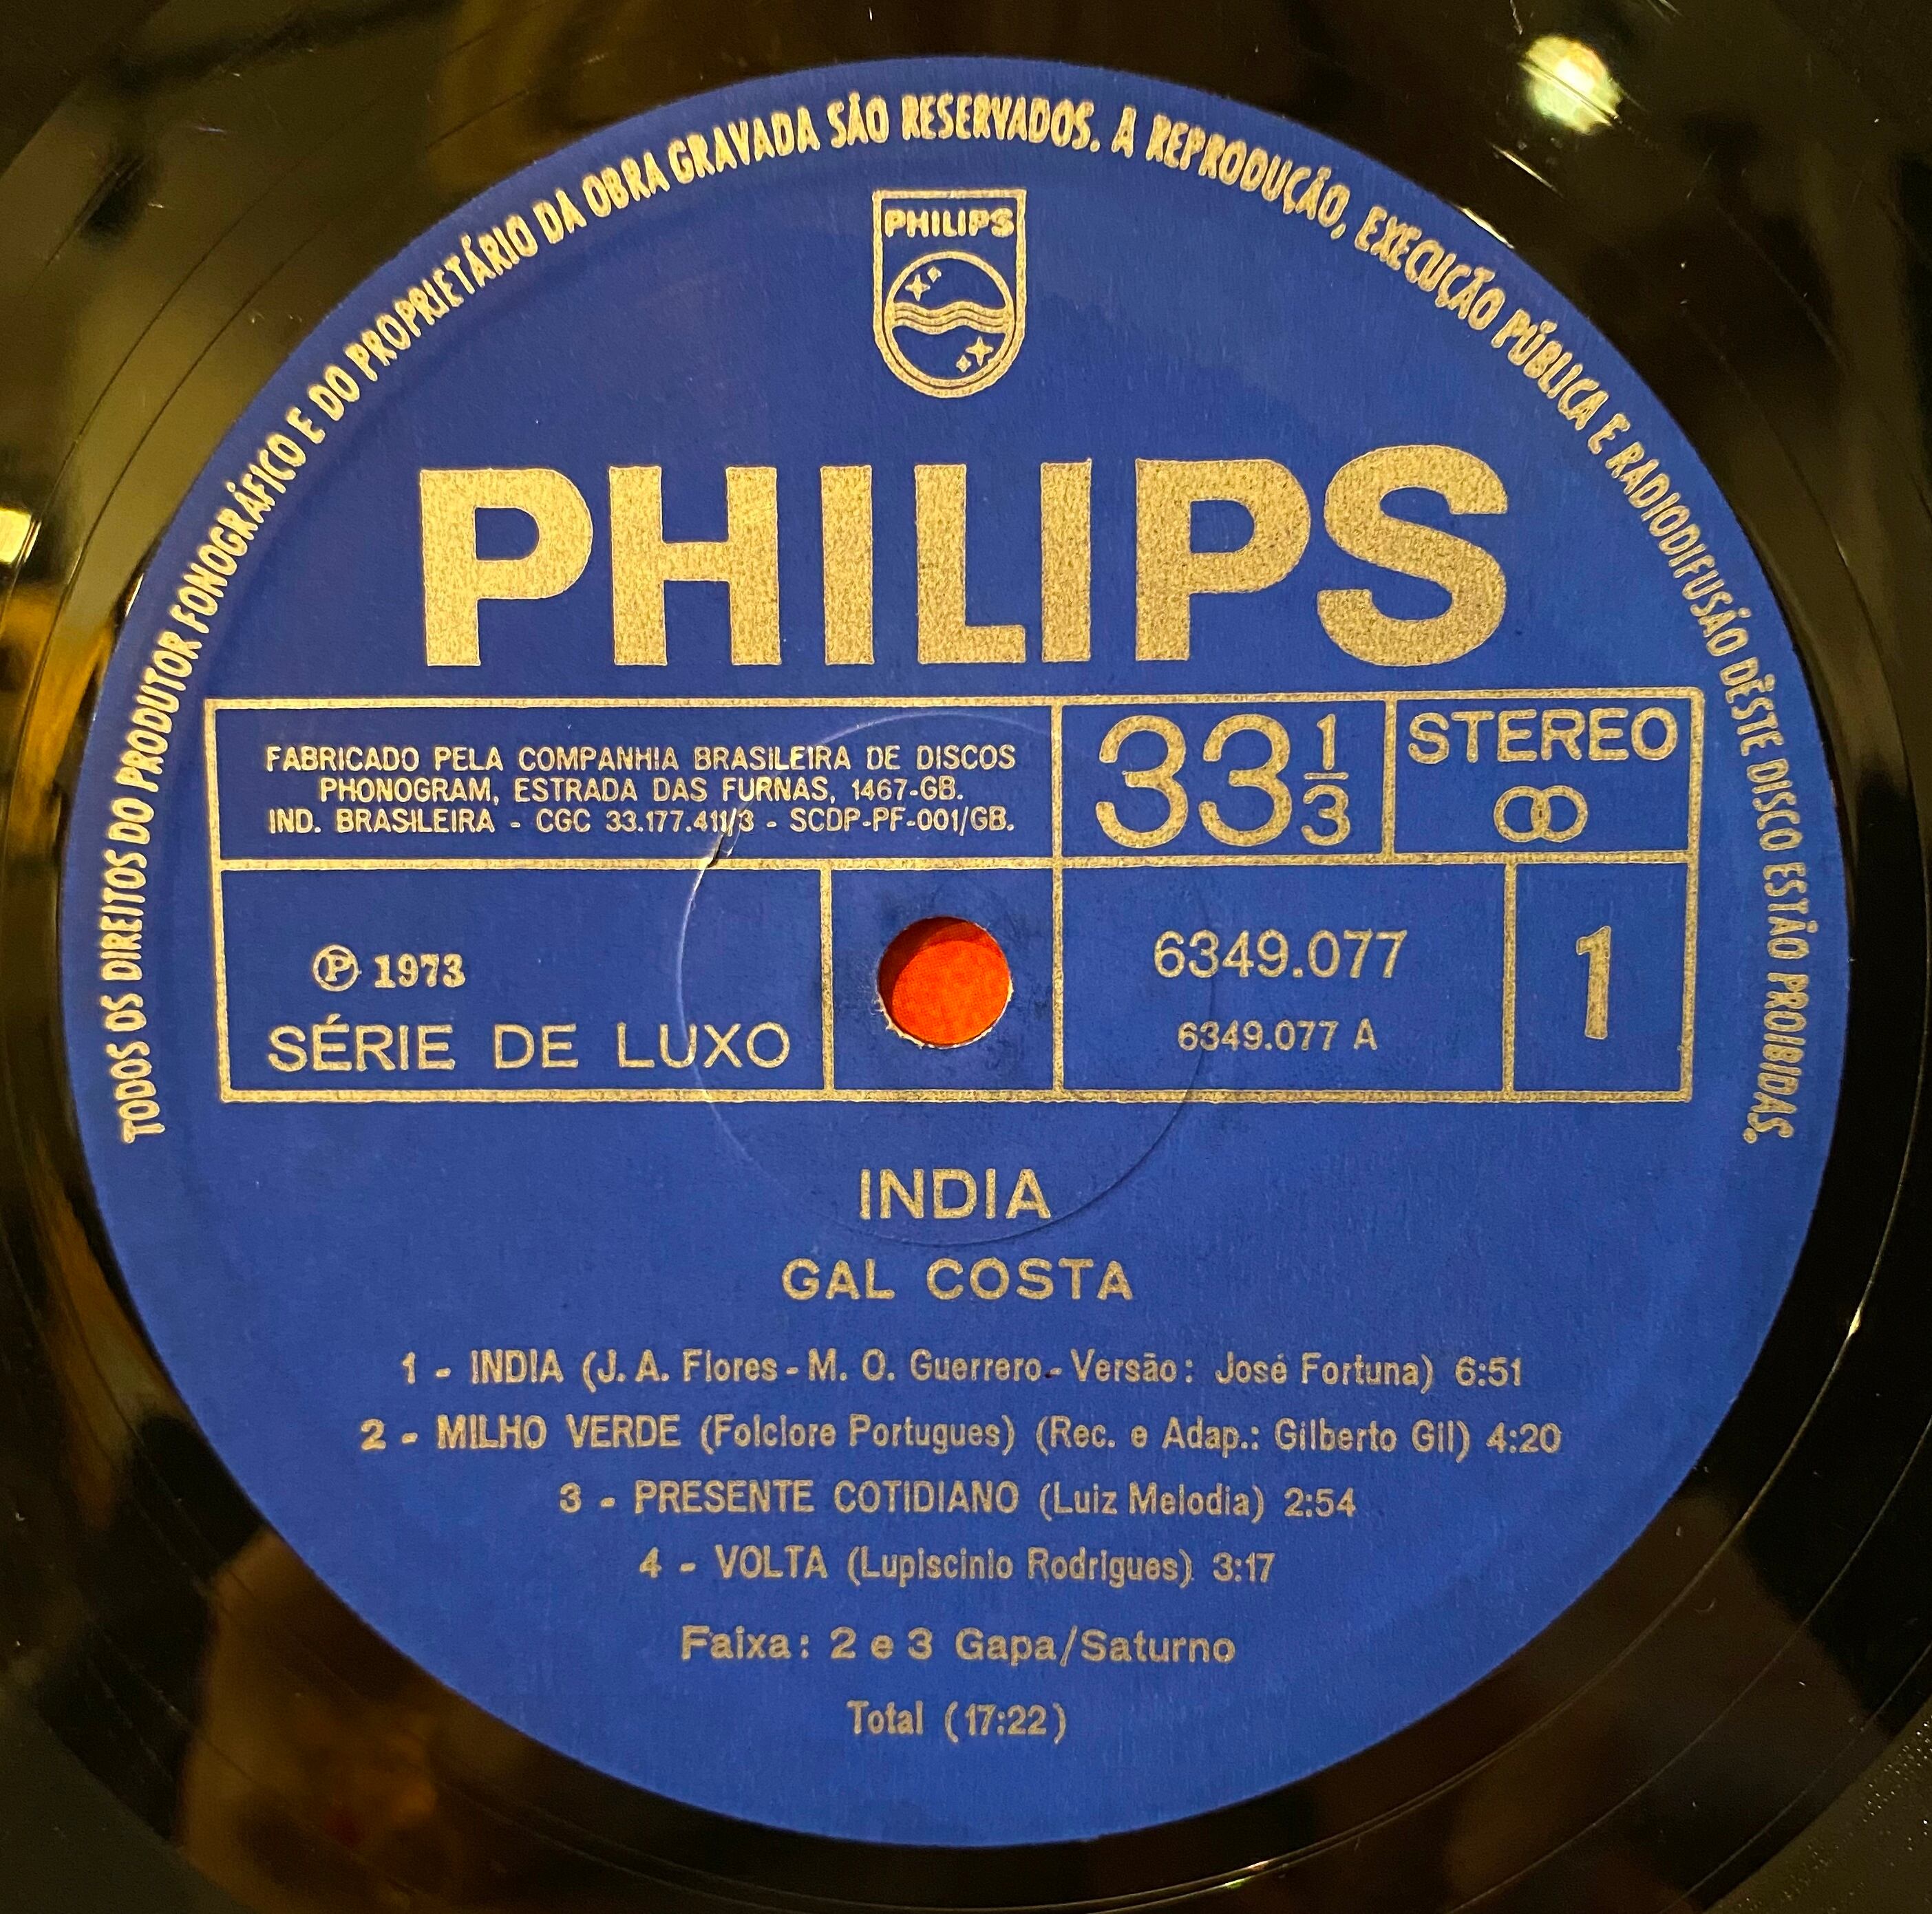 TODOS OS DIREITOS DO PRODUTOR FONOGRÁFICO E DO PROPRIETÁRIO DA OBRA GRAVADA SÃO RESERVADOS. A REPRODUÇÃO, EXECUÇÃO PÚBLICA E RADIODIFUSÃO DÊSTE DISCO ESTÃO PROIBIDAS.
PHILIPS
PHILIPS
FABRICADO PELA COMPANHIA BRASILEIRA DE DISCOS
PHONOGRAM, ESTRADA DAS FURNAS, 1467-GB.
IND. BRASILEIRA - CGC 33.177.411/3 - SCDP-PF-001/GB.
33 1/3
STEREO
℗ 1973
SÉRIE DE LUXO
6349.077
6349.077 A
1
INDIA
GAL COSTA
1 - INDIA (J. A. Flores - M. O. Guerrero - Versão: José Fortuna) 6:51
2 - MILHO VERDE (Folclore Portugues) (Rec. e Adap.: Gilberto Gil) 4:20
3 - PRESENTE COTIDIANO (Luiz Melodia) 2:54
4 - VOLTA (Lupiscinio Rodrigues) 3:17
Faixa: 2 e 3 Gapa/Saturno
Total (17:22)